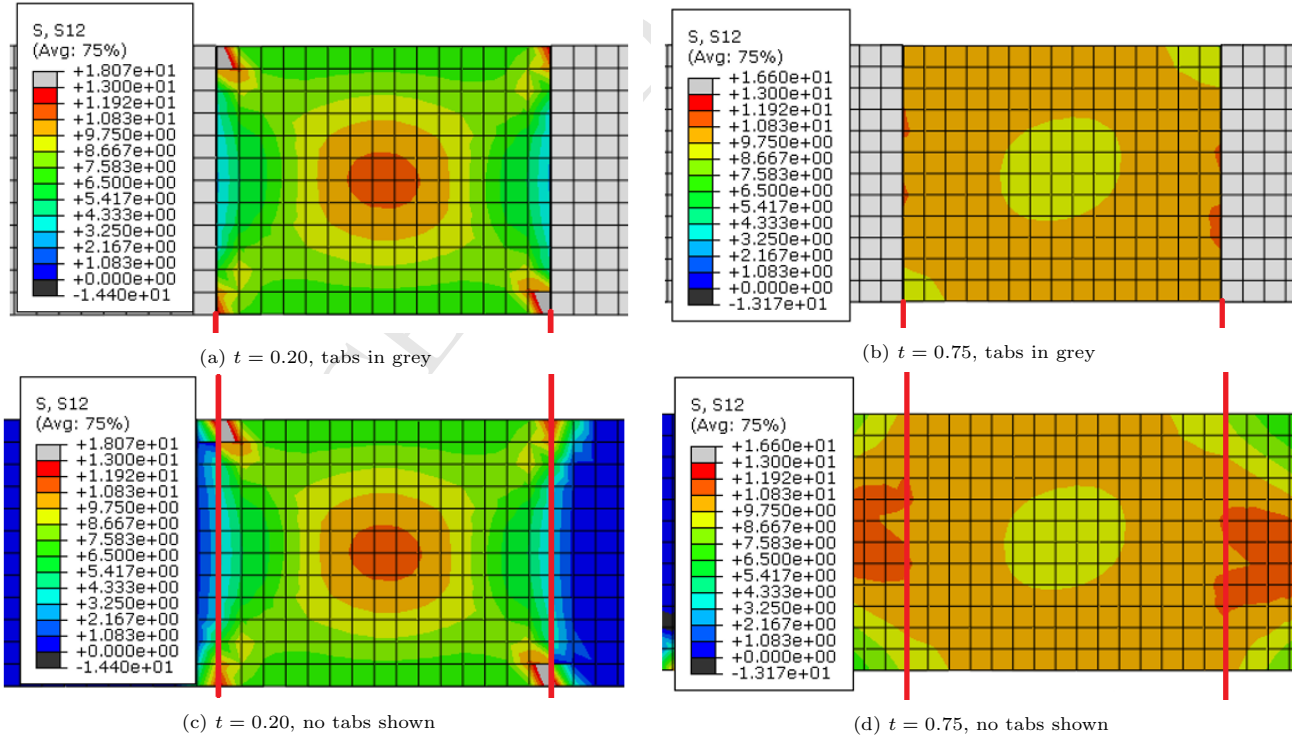 S, S12
(Avg: 75%)
+1.807e+01
+1.300e+01
+1.192e+01
+1.083e+01
+9.750e+00
+8.667e+00
+7.583e+00
+6.500e+00
+5.417e+00
+4.333e+00
+3.250e+00
+2.167e+00
+1.083e+00
+0.000e+00
-1.440e+01
(a) t = 0.20, tabs in grey
S, S12
(Avg: 75%)
+1.660e+01
+1.300e+01
+1.192e+01
+1.083e+01
+9.750e+00
+8.667e+00
+7.583e+00
+6.500e+00
+5.417e+00
+4.333e+00
+3.250e+00
+2.167e+00
+1.083e+00
+0.000e+00
-1.317e+01
(b) t = 0.75, tabs in grey
S, S12
(Avg: 75%)
+1.807e+01
+1.300e+01
+1.192e+01
+1.083e+01
+9.750e+00
+8.667e+00
+7.583e+00
+6.500e+00
+5.417e+00
+4.333e+00
+3.250e+00
+2.167e+00
+1.083e+00
+0.000e+00
-1.440e+01
(c) t = 0.20, no tabs shown
S, S12
(Avg: 75%)
+1.660e+01
+1.300e+01
+1.192e+01
+1.083e+01
+9.750e+00
+8.667e+00
+7.583e+00
+6.500e+00
+5.417e+00
+4.333e+00
+3.250e+00
+2.167e+00
+1.083e+00
+0.000e+00
-1.317e+01
(d) t = 0.75, no tabs shown